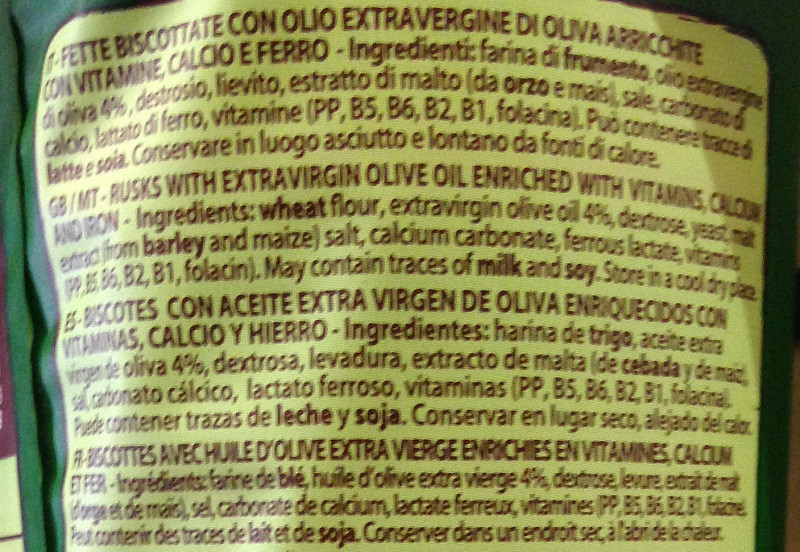 IT - FETTE BISCOTTATE CON OLIO EXTRAVERGINE DI OLIVA ARRICCHITE
CON VITAMINE, CALCIO E FERRO - Ingredienti: farina di frumento, olio extravergine
di oliva 4%, destrosio, lievito, estratto di malto (da orzo e mais), sale, carbonato di
calcio, lattato di ferro, vitamine (PP, B5, B6, B2, B1, folacina). Può contenere tracce di
latte e soia. Conservare in luogo asciutto e lontano da fonti di calore.
GB / MT - RUSKS WITH EXTRAVIRGIN OLIVE OIL ENRICHED WITH VITAMINS, CALCIUM
AND IRON - Ingredients: wheat flour, extravirgin olive oil 4%, dextrose, yeast, malt
extract (from barley and maize) salt, calcium carbonate, ferrous lactate, vitamins
(PP, B5, B6, B2, B1, folacin). May contain traces of milk and soy. Store in a cool dry place.
ES - BISCOTES CON ACEITE EXTRA VIRGEN DE OLIVA ENRIQUECIDOS CON
VITAMINAS, CALCIO Y HIERRO - Ingredientes: harina de trigo, aceite extra
virgen de oliva 4%, dextrosa, levadura, extracto de malta (de cebada y de maiz),
sal, carbonato cálcico, lactato ferroso, vitaminas (PP, B5, B6, B2, B1, folacina).
Puede contener trazas de leche y soja. Conservar en lugar seco, alejado del calor.
FR - BISCOTTES AVEC HUILE D'OLIVE EXTRA VIERGE ENRICHIES EN VITAMINES, CALCIUM
ET FER - Ingrédients: farine de blé, huile d'olive extra vierge 4%, dextrose, levure, extrait de malt
(d'orge et de maïs), sel, carbonate de calcium, lactate ferreux, vitamines (PP, B5, B6, B2, B1, folacine).
Peut contenir des traces de lait et de soja. Conserver dans un endroit sec, à l'abri de la chaleur.